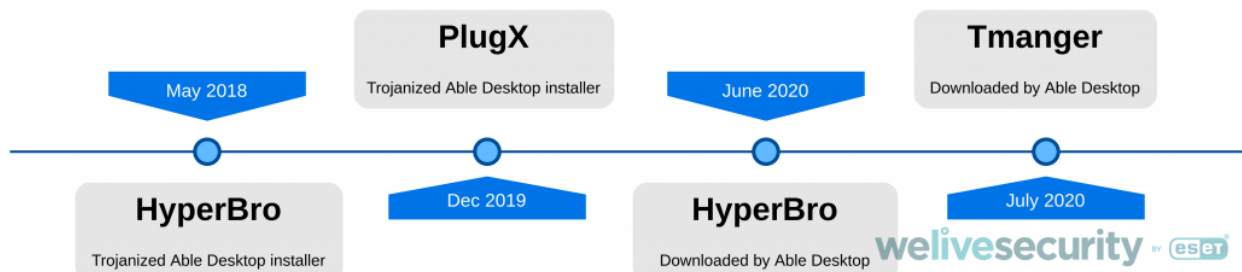 PlugX
Trojanized Able Desktop installer
Tmanger
Downloaded by Able Desktop
May 2018
June 2020
Dec 2019
July 2020
HyperBro
Trojanized Able Desktop installer
HyperBro
Downloaded by Able Desktop
welivesecurity BY eset